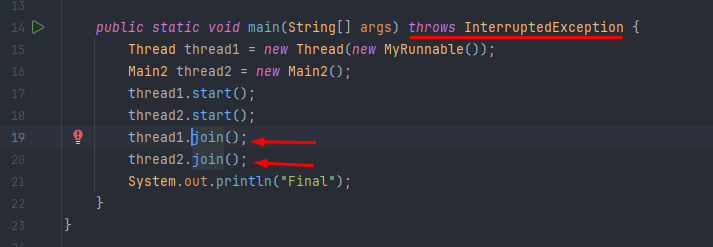 13
14 public static void main(String[] args) throws InterruptedException {
15 Thread thread1 = new Thread(new MyRunnable());
16 Main2 thread2 = new Main2();
17 thread1.start();
18 thread2.start();
19 thread1.join();
20 thread2.join();
21 System.out.println("Final");
22 }
23 }
24